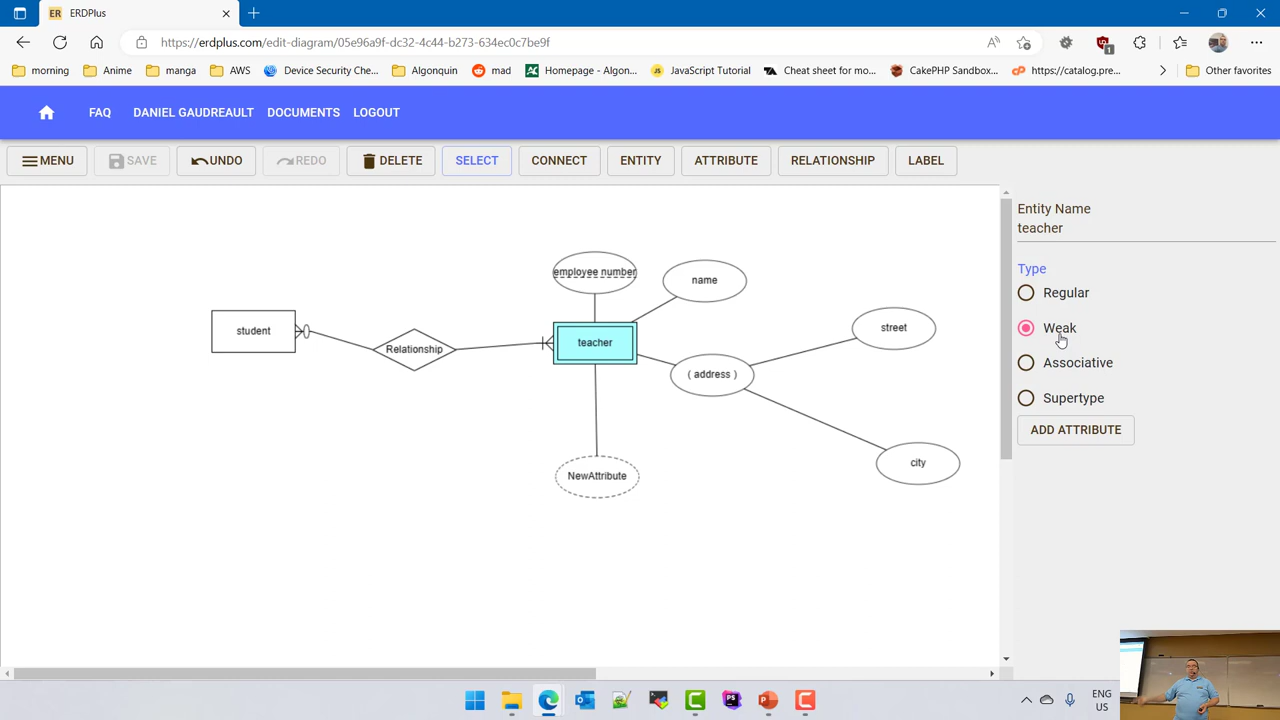 ERDPlus
https://erdplus.com/edit-diagram/05e96a9f-dc32-4c44-b273-634ec0c7be9f
1
morning
Anime
manga
AWS
Device Security Che...
Algonquin
mad
Homepage - Algon...
JavaScript Tutorial
Cheat sheet for mo...
CakePHP Sandbox...
https://catalog.pre...
Other favorites
FAQ
DANIEL GAUDREAULT
DOCUMENTS
LOGOUT
MENU
SAVE
UNDO
REDO
DELETE
SELECT
CONNECT
ENTITY
ATTRIBUTE
RELATIONSHIP
LABEL
Entity Name
teacher
Type
Regular
Weak
Associative
Supertype
ADD ATTRIBUTE
employee number
name
street
student
Relationship
teacher
( address )
city
NewAttribute
ENG
US